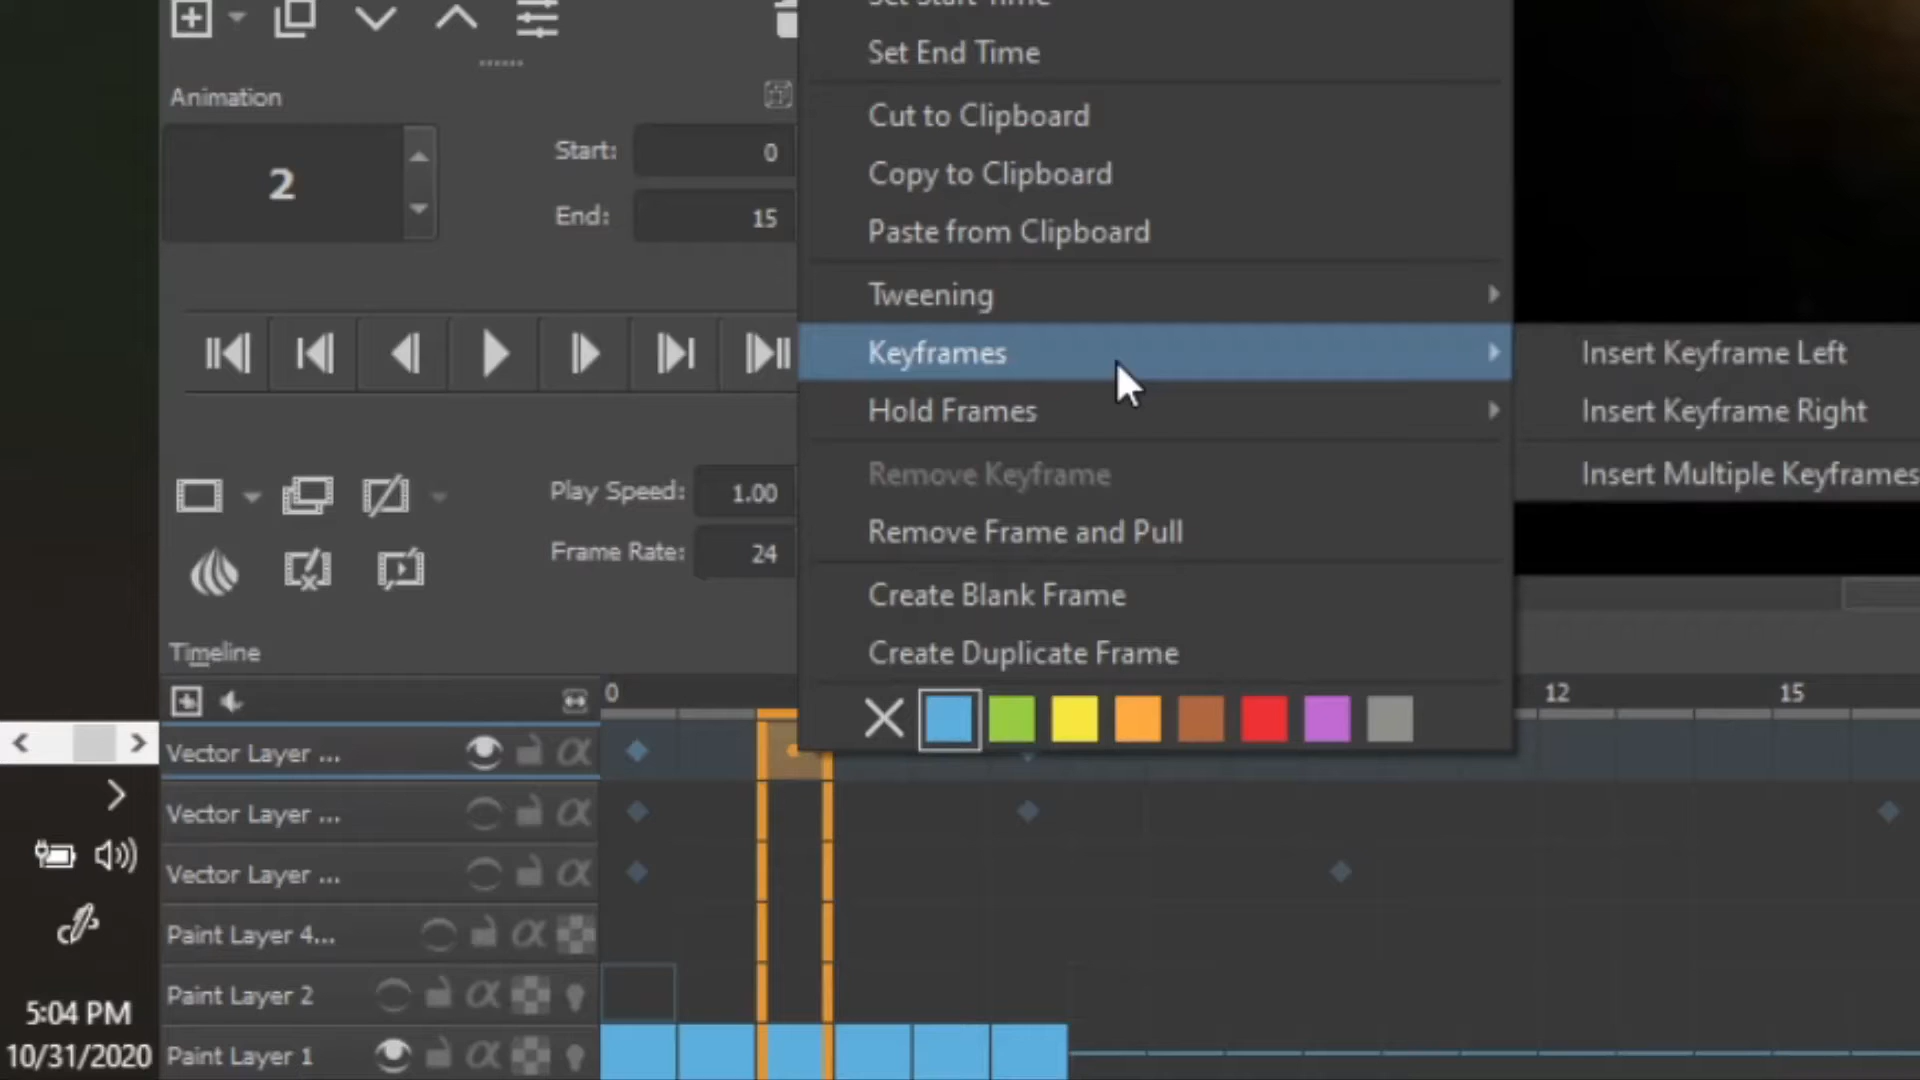 Set Start Time
Set End Time
Animation
Cut to Clipboard
2
Start:
0
Copy to Clipboard
End:
15
Paste from Clipboard
Tweening
Keyframes
Insert Keyframe Left
Hold Frames
Insert Keyframe Right
Remove Keyframe
Insert Multiple Keyframes
Play Speed:
1.00
Remove Frame and Pull
Frame Rate:
24
Create Blank Frame
Create Duplicate Frame
Timeline
0
12
15
Vector Layer ...
α
Vector Layer ...
α
Vector Layer ...
α
Paint Layer 4...
α
Paint Layer 2
α
Paint Layer 1
α
5:04 PM
10/31/2020